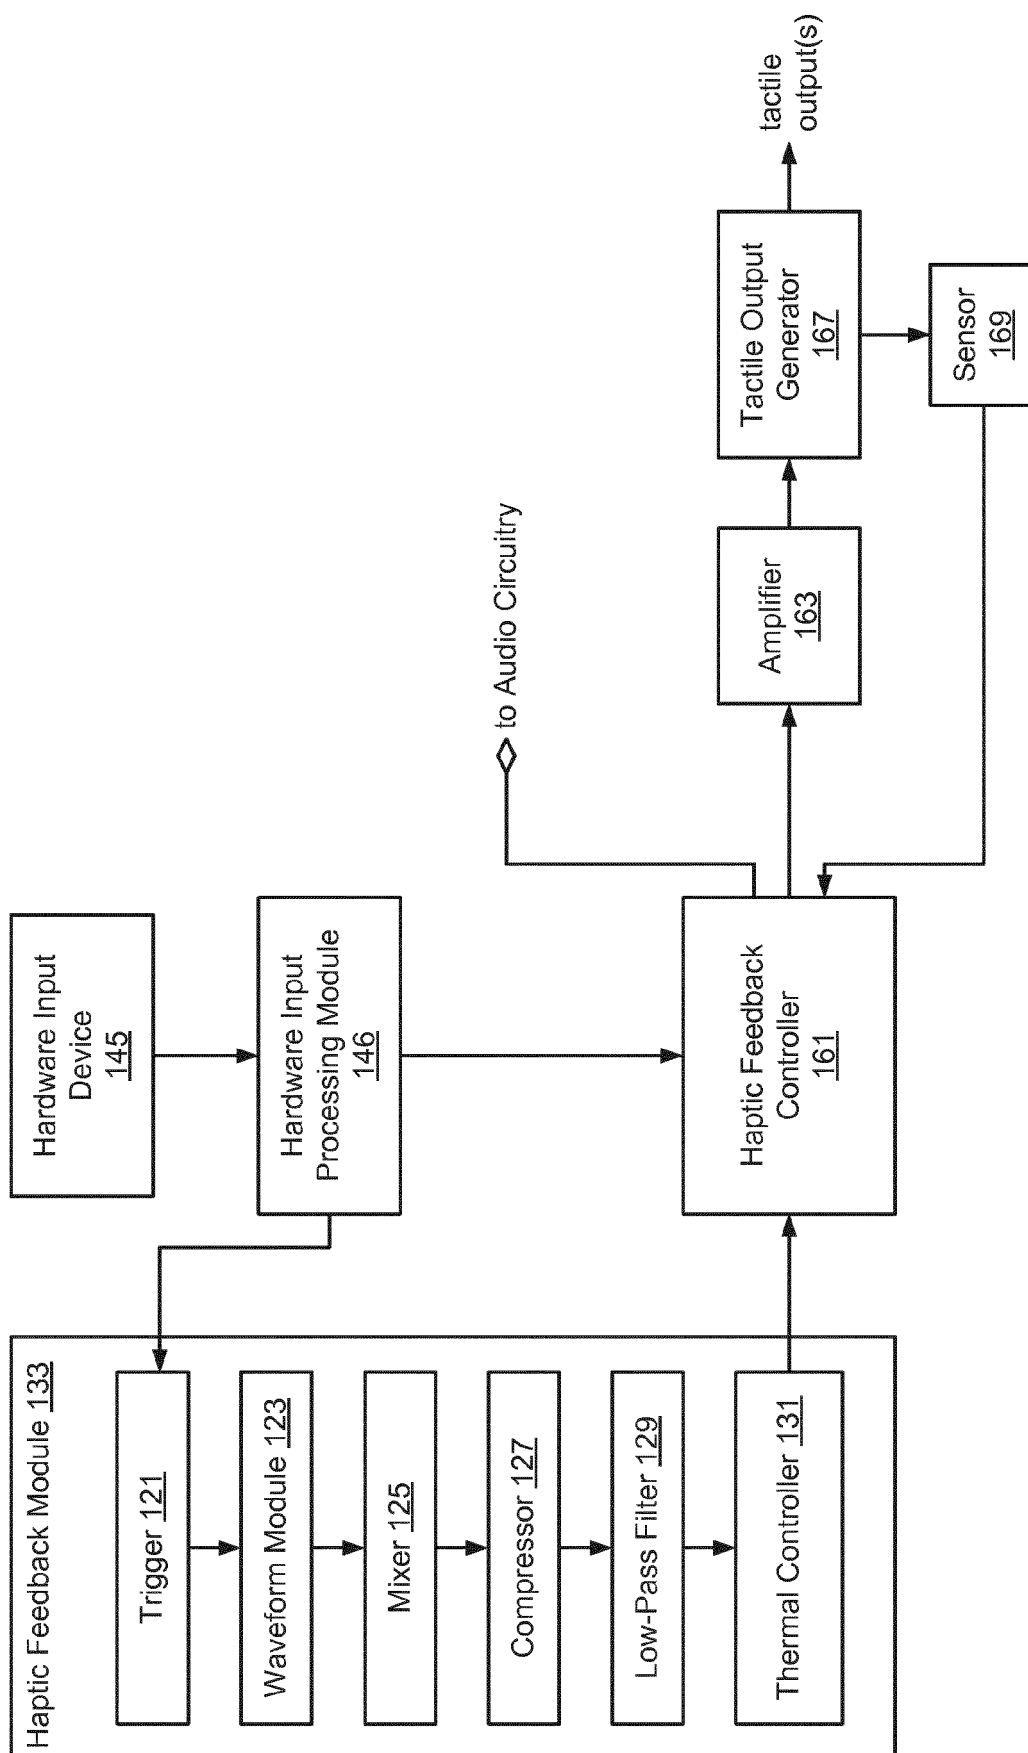 Haptic Feedback Module 133
Trigger 121
Waveform Module 123
Mixer 125
Compressor 127
Low-Pass Filter 129
Thermal Controller 131
Hardware Input
Device
145
Hardware Input
Processing Module
146
Haptic Feedback
Controller
161
to Audio Circuitry
Amplifier
163
Tactile Output
Generator
167
Sensor
169
tactile
output(s)